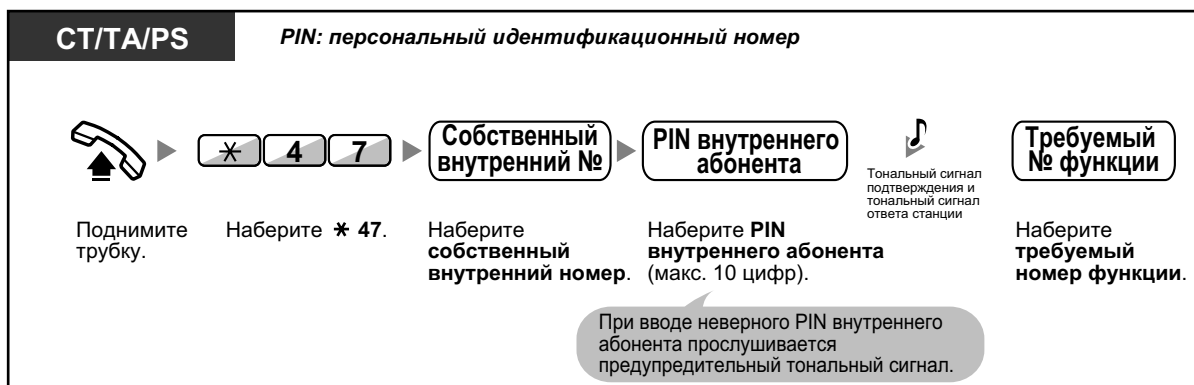 CT/TA/PS
PIN: персональный идентификационный номер
✳ 4 7
Собственный
внутренний №
PIN внутреннего
абонента
Тональный сигнал
подтверждения и
тональный сигнал
ответа станции
Требуемый
№ функции
Поднимите
трубку.
Наберите ✳ 47.
Наберите
собственный
внутренний номер.
Наберите PIN
внутреннего абонента
(макс. 10 цифр).
Наберите
требуемый
номер функции.
При вводе неверного PIN внутреннего
абонента прослушивается
предупредительный тональный сигнал.